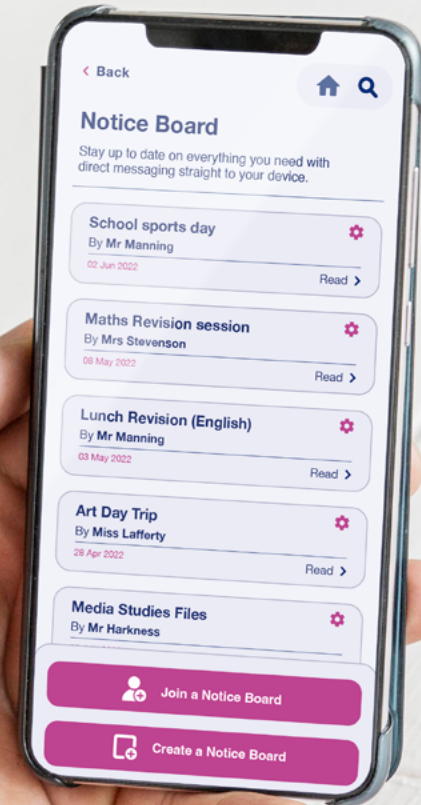 Back
Notice Board
Stay up to date on everything you need with
direct messaging straight to your device.
School sports day
By Mr Manning
02 Jun 2022
Read
Maths Revision session
By Mrs Stevenson
08 May 2022
Read
Lunch Revision (English)
By Mr Manning
03 May 2022
Read
Art Day Trip
By Miss Lafferty
28 Apr 2022
Read
Media Studies Files
By Mr Harkness
Join a Notice Board
Create a Notice Board